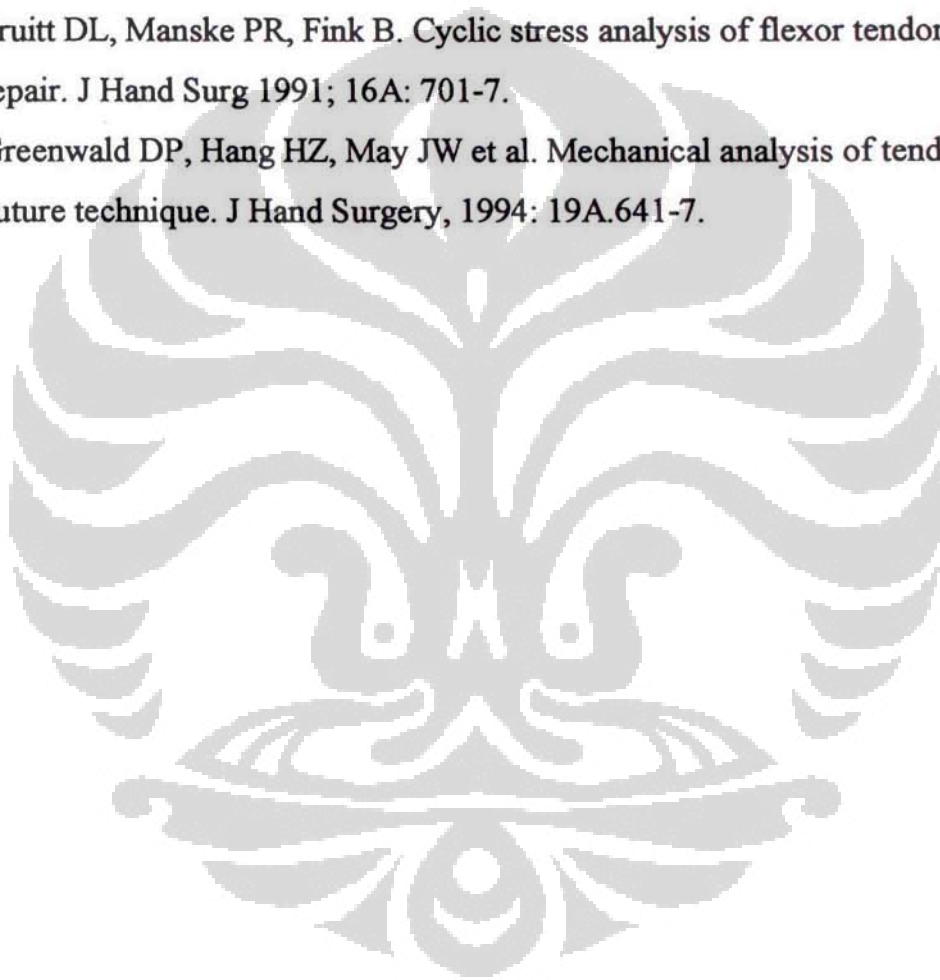 ruitt DL, Manske PR, Fink B. Cyclic stress analysis of flexor tendon
epair. J Hand Surg 1991; 16A: 701-7.
reenwald DP, Hang HZ, May JW et al. Mechanical analysis of tend
uture technique. J Hand Surgery, 1994: 19A.641-7.